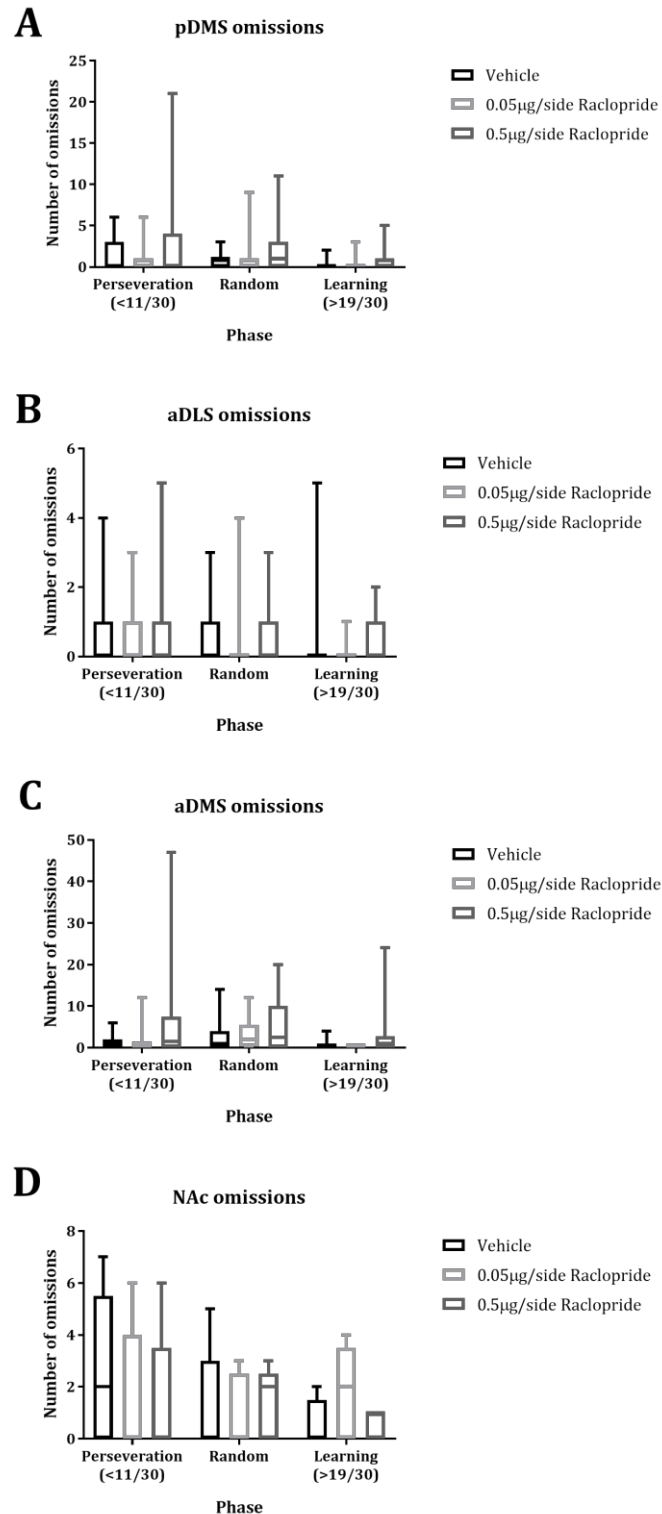 A
pDMS omissions
Number of omissions
25
20
15
10
5
0
Perseveration
(<11/30)
Random
Learning
(>19/30)
Phase
Vehicle
0.05µg/side Raclopride
0.5µg/side Raclopride
B
aDLS omissions
Number of omissions
6
4
2
0
Perseveration
(<11/30)
Random
Learning
(>19/30)
Phase
Vehicle
0.05µg/side Raclopride
0.5µg/side Raclopride
C
aDMS omissions
Number of omissions
50
40
30
20
10
0
Perseveration
(<11/30)
Random
Learning
(>19/30)
Phase
Vehicle
0.05µg/side Raclopride
0.5µg/side Raclopride
D
NAc omissions
Number of omissions
8
6
4
2
0
Perseveration
(<11/30)
Random
Learning
(>19/30)
Phase
Vehicle
0.05µg/side Raclopride
0.5µg/side Raclopride